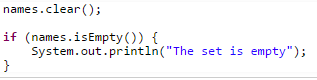 names.clear();
if (names.isEmpty()) {
    System.out.println("The set is empty");
}